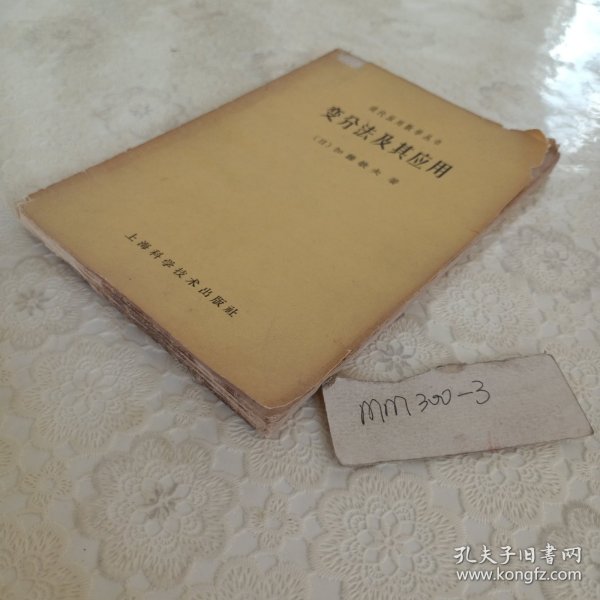 现代应用数学丛书
变分法及其应用
（日）加藤敏夫 著
上海科学技术出版社
MM300-3
孔夫子旧书网
www.kongfz.com